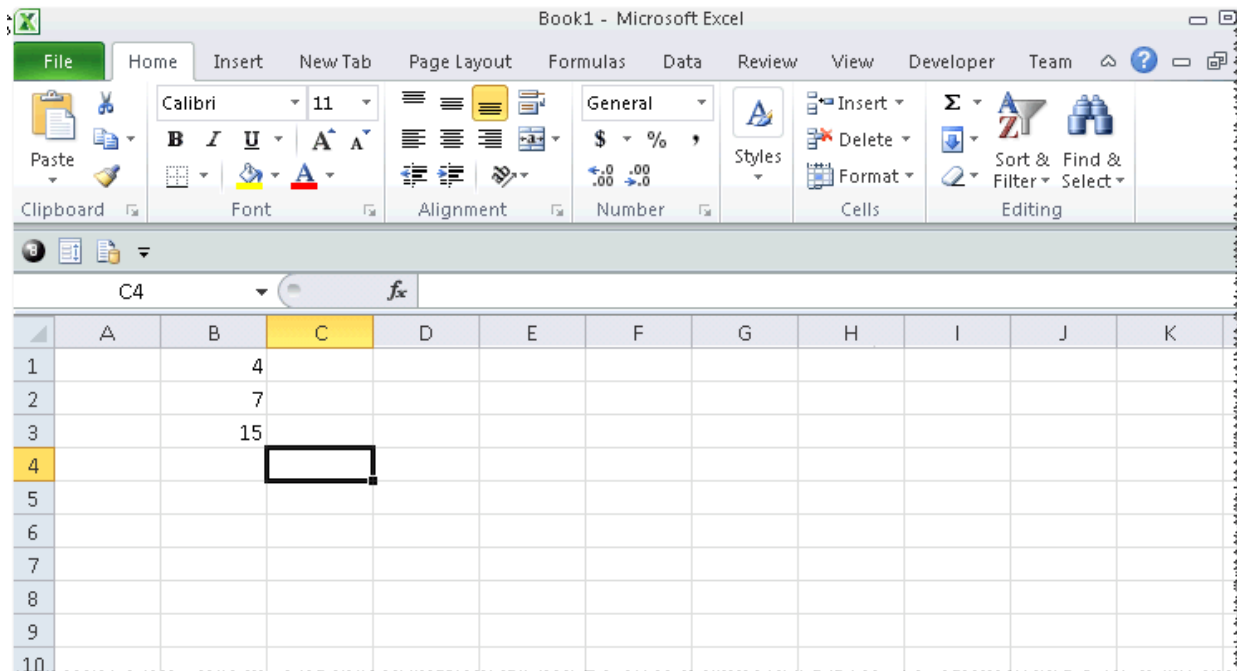 Book1 - Microsoft Excel
File Home Insert New Tab Page Layout Formulas Data Review View Developer Team
Calibri 11 General Insert Σ
B I U A A $ % , Delete
Paste Styles Sort & Find &
A Format Filter Select
Clipboard Font Alignment Number Cells Editing
C4 fx
A B C D E F G H I J K
1 4
2 7
3 15
4
5
6
7
8
9
10